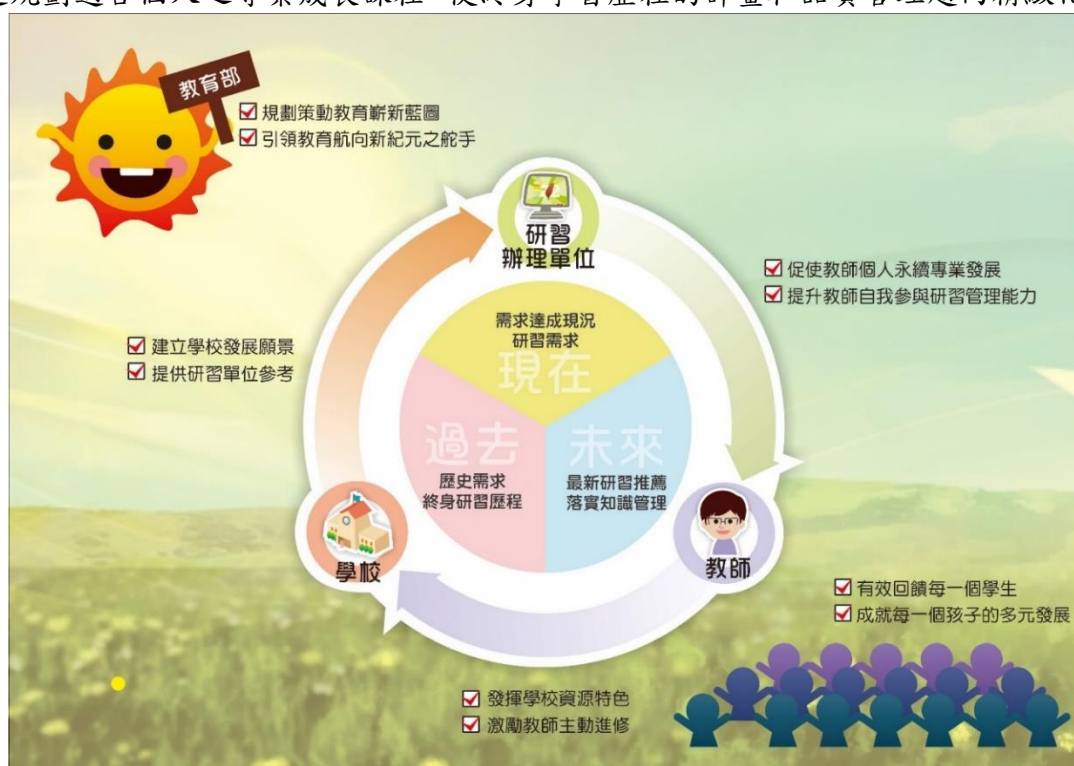 教育部
規劃策動教育嶄新藍圖
引領教育航向新紀元之舵手
研習
辦理單位
促使教師個人永續專業發展
提升教師自我參與研習管理能力
需求達成現況
研習需求
現在
建立學校發展願景
提供研習單位參考
過去
歷史需求
終身研習歷程
未來
最新研習推薦
落實知識管理
學校
教師
有效回饋每一個學生
成就每一個孩子的多元發展
發揮學校資源特色
激勵教師主動進修